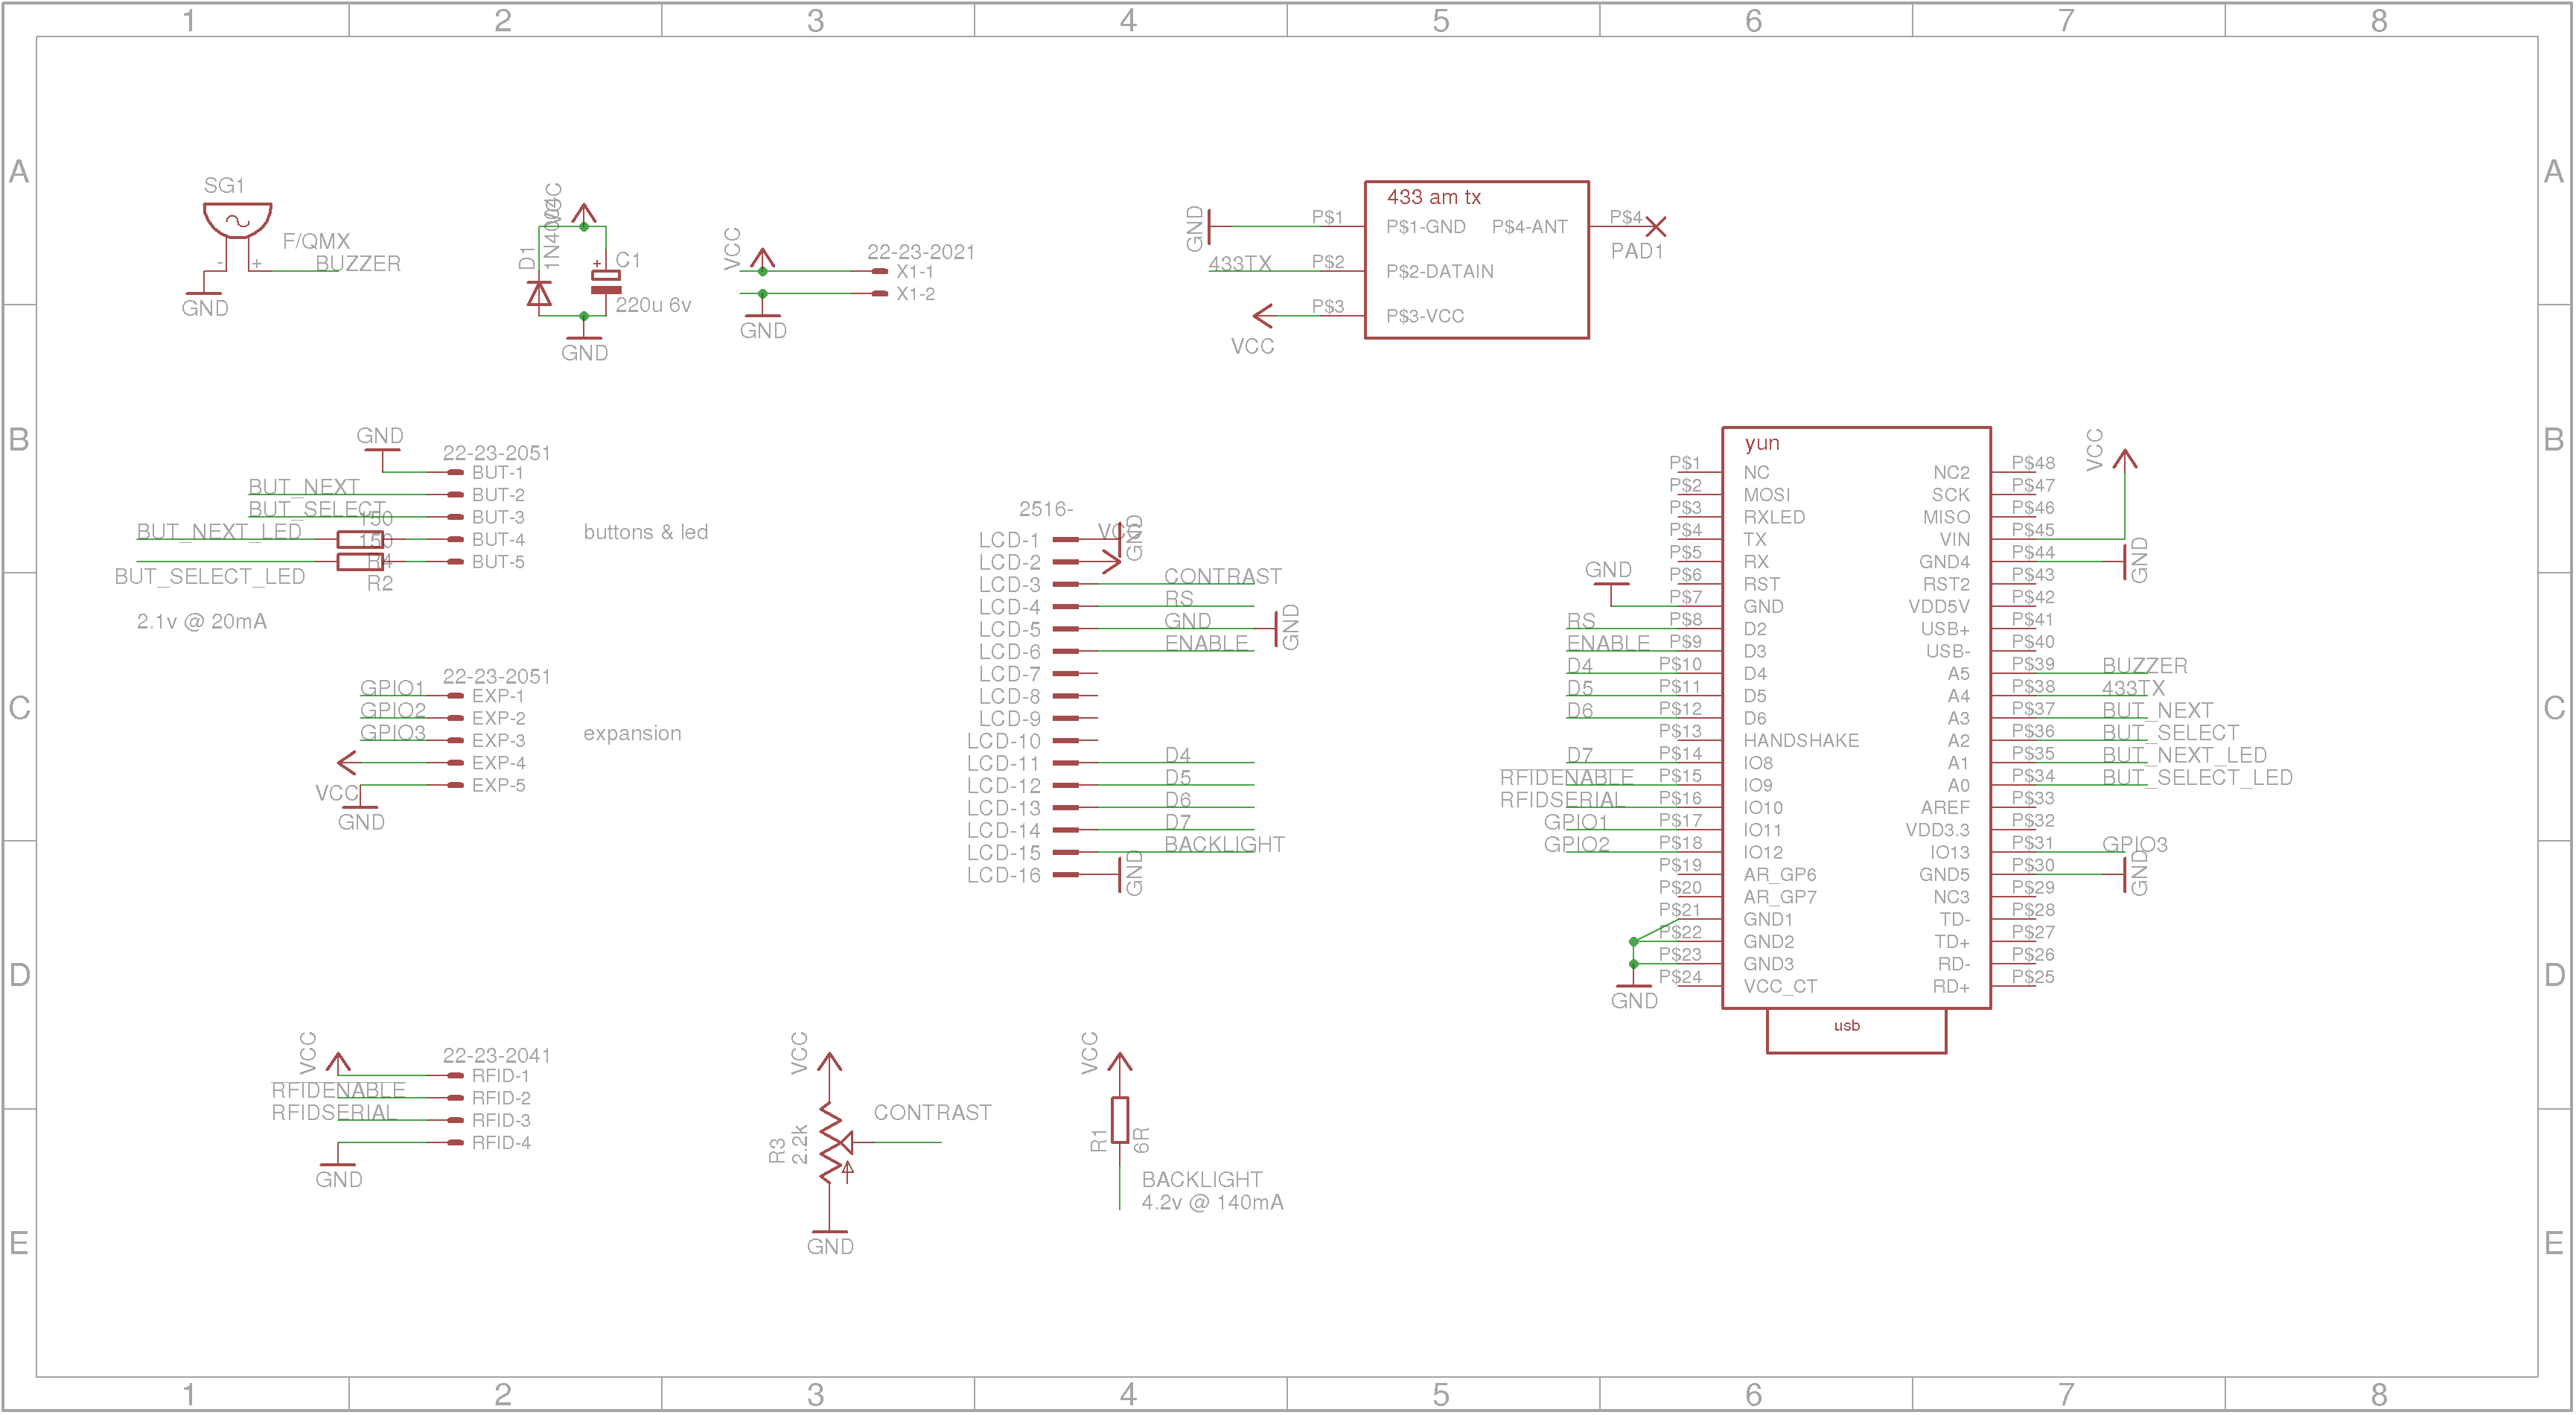 1 2 3 4 5 6 7 8
A A
B B
C C
D D
E E
SG1
F/QMX
BUZZER
- +
GND
D1
1N4004
VCC
+
C1
220u 6v
GND
VCC
22-23-2021
X1-1
X1-2
GND
433 am tx
GND
P$1
P$1-GND
P$4-ANT
P$4
PAD1
433TX
P$2
P$2-DATAIN
P$3
P$3-VCC
VCC
GND
22-23-2051
BUT-1
BUT_NEXT
BUT-2
BUT_SELECT
BUT-3
150
BUT_NEXT_LED
BUT-4
150
R4
BUT-5
BUT_SELECT_LED
R2
buttons & led
2.1v @ 20mA
22-23-2051
GPIO1
EXP-1
GPIO2
EXP-2
GPIO3
EXP-3
EXP-4
VCC
EXP-5
GND
expansion
2516-
LCD-1
GND
VCC
LCD-2
LCD-3
CONTRAST
LCD-4
RS
LCD-5
GND
GND
LCD-6
ENABLE
LCD-7
LCD-8
LCD-9
LCD-10
LCD-11
D4
LCD-12
D5
LCD-13
D6
LCD-14
D7
LCD-15
BACKLIGHT
LCD-16
GND
yun
P$1 NC
P$2 MOSI
P$3 RXLED
P$4 TX
P$5 RX
P$6 RST
GND
P$7 GND
RS P$8 D2
ENABLE P$9 D3
D4 P$10 D4
D5 P$11 D5
D6 P$12 D6
P$13 HANDSHAKE
D7 P$14 IO8
RFIDENABLE P$15 IO9
RFIDSERIAL P$16 IO10
GPIO1 P$17 IO11
GPIO2 P$18 IO12
P$19 AR_GP6
P$20 AR_GP7
P$21 GND1
P$22 GND2
P$23 GND3
P$24 VCC_CT
GND
NC2 P$48
SCK P$47
MISO P$46
VIN P$45
VCC
GND4 P$44
GND
RST2 P$43
VDD5V P$42
USB+ P$41
USB- P$40
A5 P$39 BUZZER
A4 P$38 433TX
A3 P$37 BUT_NEXT
A2 P$36 BUT_SELECT
A1 P$35 BUT_NEXT_LED
A0 P$34 BUT_SELECT_LED
AREF P$33
VDD3.3 P$32
IO13 P$31 GPIO3
GND5 P$30 GND
NC3 P$29
TD- P$28
TD+ P$27
RD- P$26
RD+ P$25
usb
VCC
22-23-2041
RFID-1
RFIDENABLE
RFID-2
RFIDSERIAL
RFID-3
RFID-4
GND
VCC
R3
2.2k
CONTRAST
GND
VCC
R1
6R
BACKLIGHT
4.2v @ 140mA
1 2 3 4 5 6 7 8